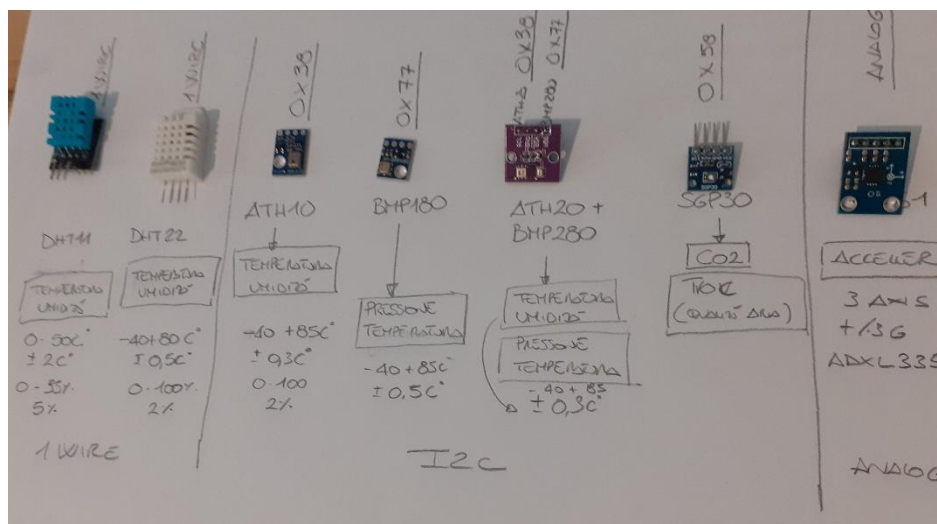 1 WIRE
DHT11
TEMPERATURA
UMIDITÀ
0-50C°
± 2C°
0-95%
5%
1 WIRE
DHT22
TEMPERATURA
UMIDITÀ
-40+80C°
± 0,5C°
0-100%
2%
1 WIRE
0X38
ATH10
TEMPERATURA
UMIDITÀ
-40 +85C°
± 0,3C°
0-100
2%
0X77
BMP180
PRESSIONE
TEMPERATURA
-40+85C°
± 0,5C°
ATH20 0X38
BMP280 0X77
ATH20 +
BMP280
TEMPERATURA
UMIDITÀ
PRESSIONE
TEMPERATURA
-40+85
± 0,3C°
0X58
SGP30
SGP30
CO2
(QUALITÀ ARIA)
I2C
ANALOG
ACCELER
3 AXIS
+/-3G
ADXL335
ANALOG